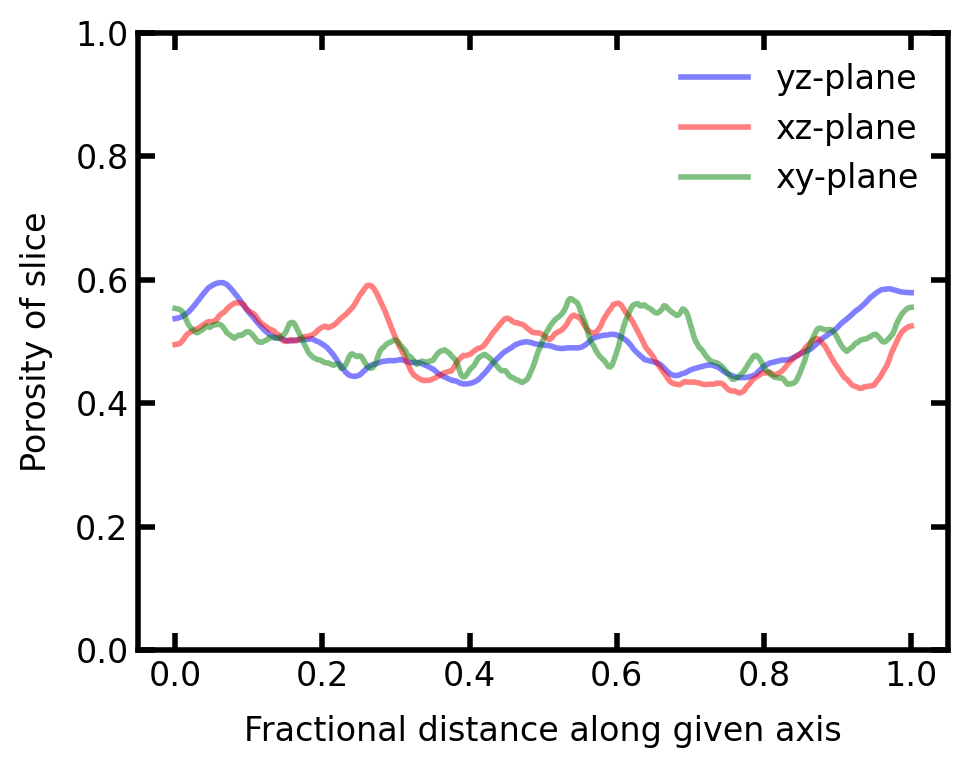 1.0
0.8
0.6
0.4
0.2
0.0
Porosity of slice
yz-plane
xz-plane
xy-plane
0.0 0.2 0.4 0.6 0.8 1.0
Fractional distance along given axis